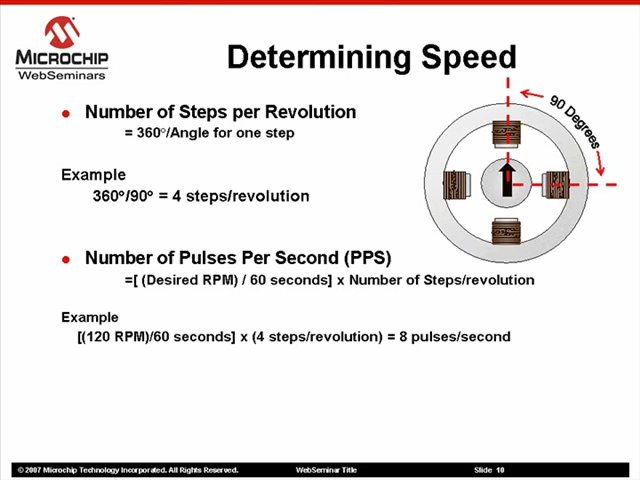 MICROCHIP
WebSeminars
Determining Speed
• Number of Steps per Revolution
= 360°/Angle for one step
90 Degrees
Example
360°/90° = 4 steps/revolution
• Number of Pulses Per Second (PPS)
=[ (Desired RPM) / 60 seconds] x Number of Steps/revolution
Example
[(120 RPM)/60 seconds] x (4 steps/revolution) = 8 pulses/second
© 2007 Microchip Technology Incorporated. All Rights Reserved. WebSeminar Title Slide 10